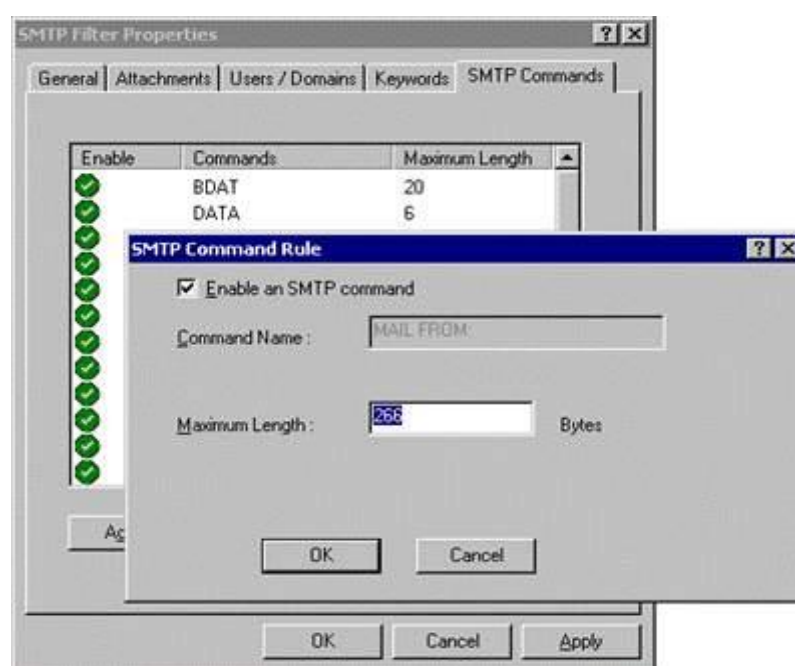 SMTP Filter Properties
General Attachments Users / Domains Keywords SMTP Commands
Enable Commands Maximum Length
BDAT 20
DATA 6
SMTP Command Rule
Enable an SMTP command
Command Name : MAIL FROM:
Maximum Length : 266 Bytes
OK Cancel
OK Cancel Apply